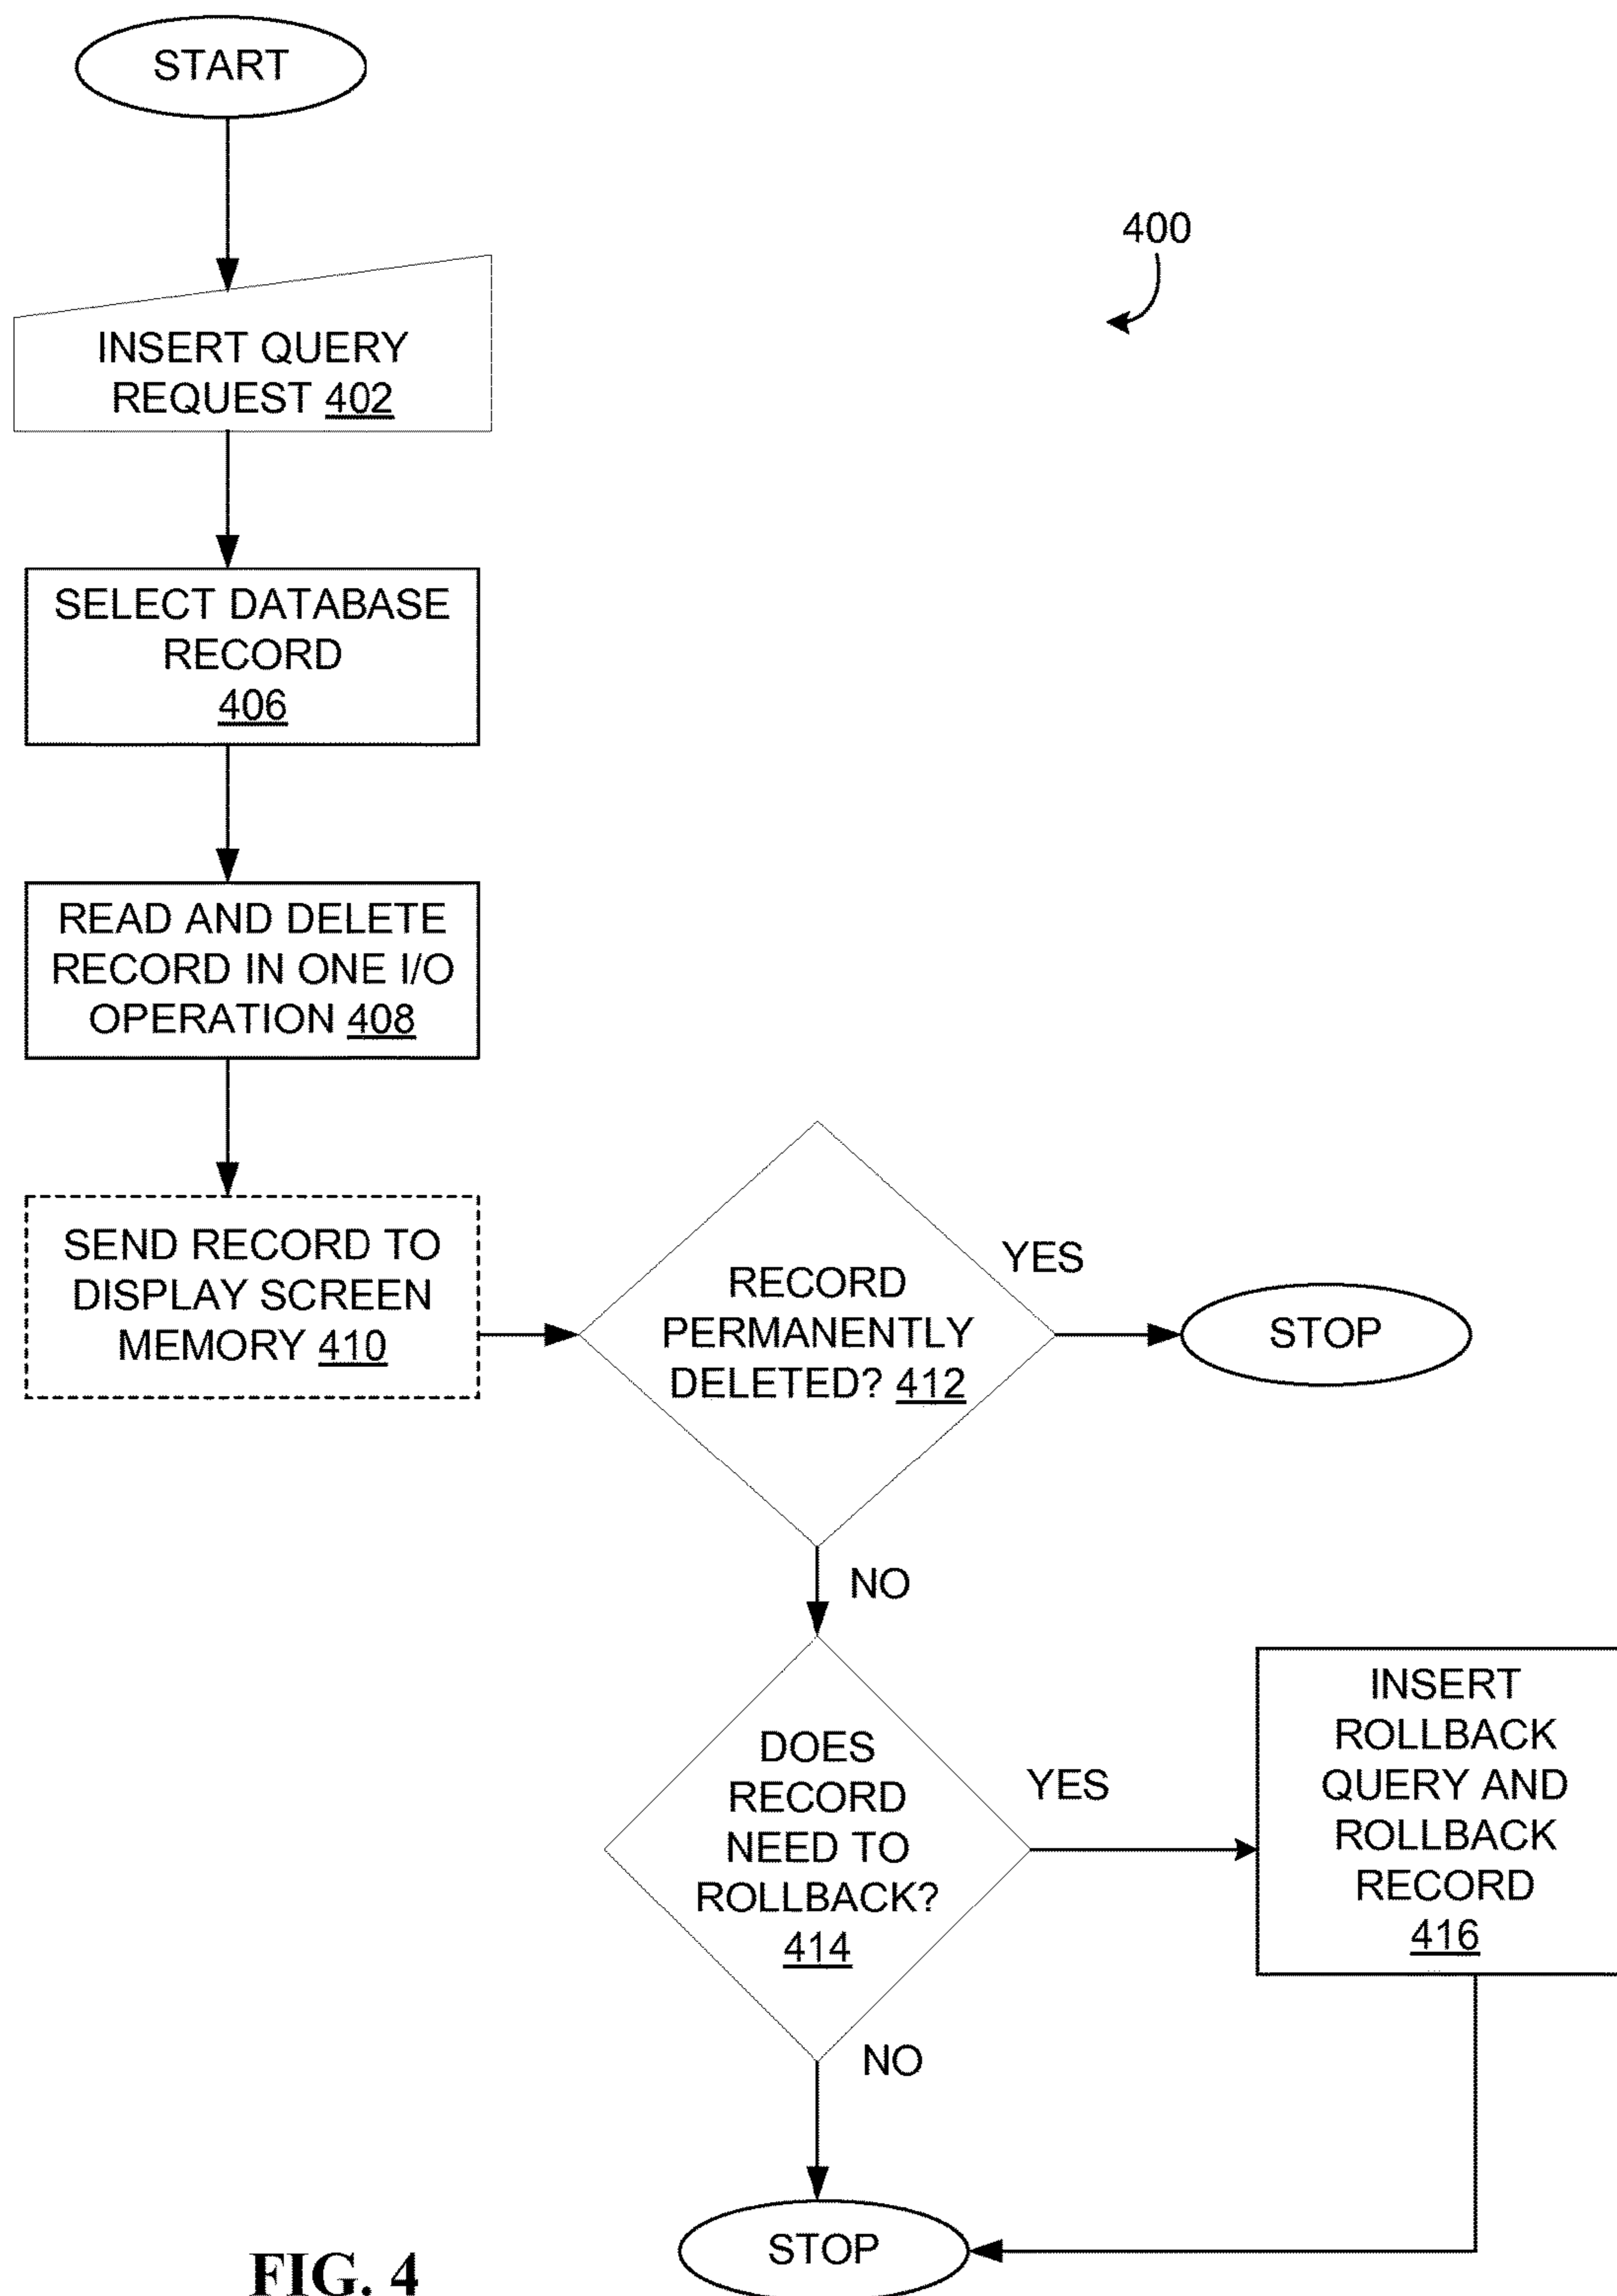 START
400
INSERT QUERY
REQUEST 402
SELECT DATABASE
RECORD
406
READ AND DELETE
RECORD IN ONE I/O
OPERATION 408
SEND RECORD TO
DISPLAY SCREEN
MEMORY 410
RECORD
PERMANENTLY
DELETED? 412
YES
STOP
NO
DOES
RECORD
NEED TO
ROLLBACK?
414
YES
INSERT
ROLLBACK
QUERY AND
ROLLBACK
RECORD
416
NO
STOP
FIG. 4